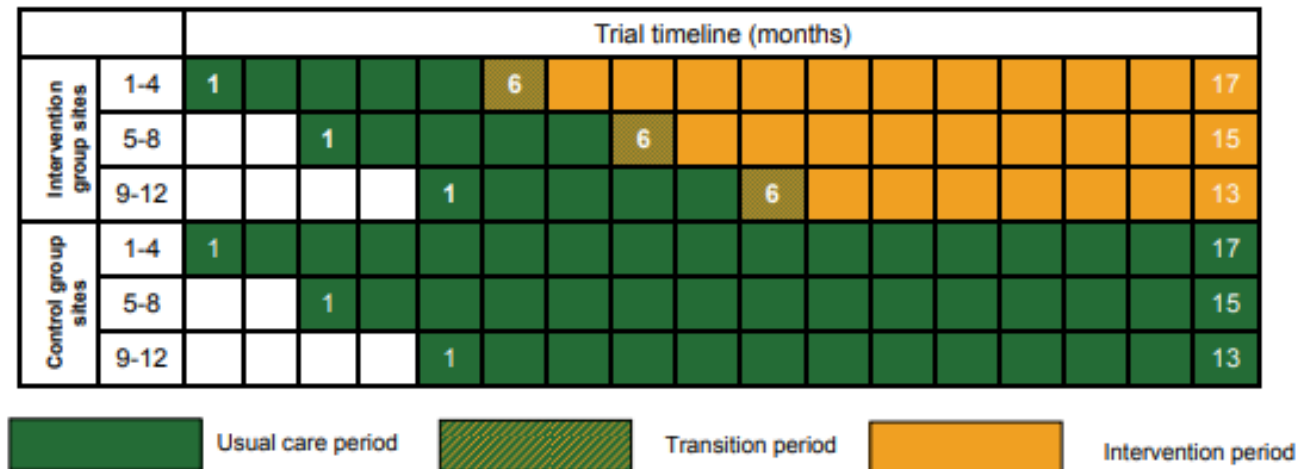 Trial timeline (months)
Intervention
group sites
1-4 1 6 17
5-8 1 6 15
9-12 1 6 13
Control group
sites
1-4 1 17
5-8 1 15
9-12 1 13
Usual care period Transition period Intervention period